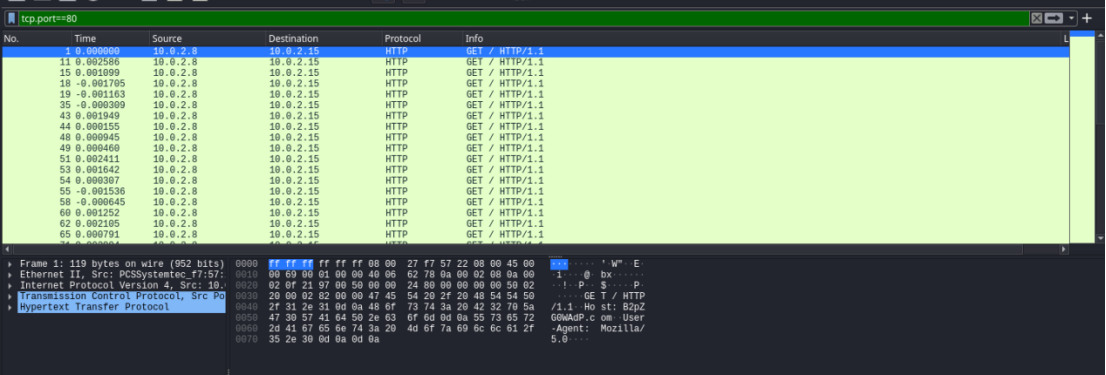 tcp.port==80
No. Time Source Destination Protocol Info L
1 0.000000 10.0.2.8 10.0.2.15 HTTP GET / HTTP/1.1
11 0.002586 10.0.2.8 10.0.2.15 HTTP GET / HTTP/1.1
15 0.001099 10.0.2.8 10.0.2.15 HTTP GET / HTTP/1.1
18 -0.001705 10.0.2.8 10.0.2.15 HTTP GET / HTTP/1.1
19 -0.001163 10.0.2.8 10.0.2.15 HTTP GET / HTTP/1.1
35 -0.000309 10.0.2.8 10.0.2.15 HTTP GET / HTTP/1.1
43 0.001949 10.0.2.8 10.0.2.15 HTTP GET / HTTP/1.1
44 0.000155 10.0.2.8 10.0.2.15 HTTP GET / HTTP/1.1
48 0.000945 10.0.2.8 10.0.2.15 HTTP GET / HTTP/1.1
49 0.000460 10.0.2.8 10.0.2.15 HTTP GET / HTTP/1.1
51 0.002411 10.0.2.8 10.0.2.15 HTTP GET / HTTP/1.1
53 0.001642 10.0.2.8 10.0.2.15 HTTP GET / HTTP/1.1
54 0.000307 10.0.2.8 10.0.2.15 HTTP GET / HTTP/1.1
55 -0.001536 10.0.2.8 10.0.2.15 HTTP GET / HTTP/1.1
58 -0.000645 10.0.2.8 10.0.2.15 HTTP GET / HTTP/1.1
60 0.001252 10.0.2.8 10.0.2.15 HTTP GET / HTTP/1.1
62 0.002105 10.0.2.8 10.0.2.15 HTTP GET / HTTP/1.1
65 0.000791 10.0.2.8 10.0.2.15 HTTP GET / HTTP/1.1
Frame 1: 119 bytes on wire (952 bits)
Ethernet II, Src: PCSSystemtec_f7:57:
Internet Protocol Version 4, Src: 10.
Transmission Control Protocol, Src Po
Hypertext Transfer Protocol
0000 ff ff ff ff ff ff 08 00 27 f7 57 22 08 00 45 00 ········'·W"··E·
0010 00 69 00 01 00 00 40 06 62 78 0a 00 02 08 0a 00 ·i····@·bx······
0020 02 0f 21 97 00 50 00 00 24 80 00 00 00 00 50 02 ··!··P··$·····P·
0030 20 00 02 82 00 00 47 45 54 20 2f 20 48 54 54 50 ·····GET / HTTP
0040 2f 31 2e 31 0d 0a 48 6f 73 74 3a 20 42 32 70 5a /1.1··Host: B2pZ
0050 47 30 57 41 64 50 2e 63 6f 6d 0d 0a 55 73 65 72 G0WAdP.com··User
0060 2d 41 67 65 6e 74 3a 20 4d 6f 7a 69 6c 6c 61 2f -Agent: Mozilla/
0070 35 2e 30 0d 0a 0d 0a 5.0····